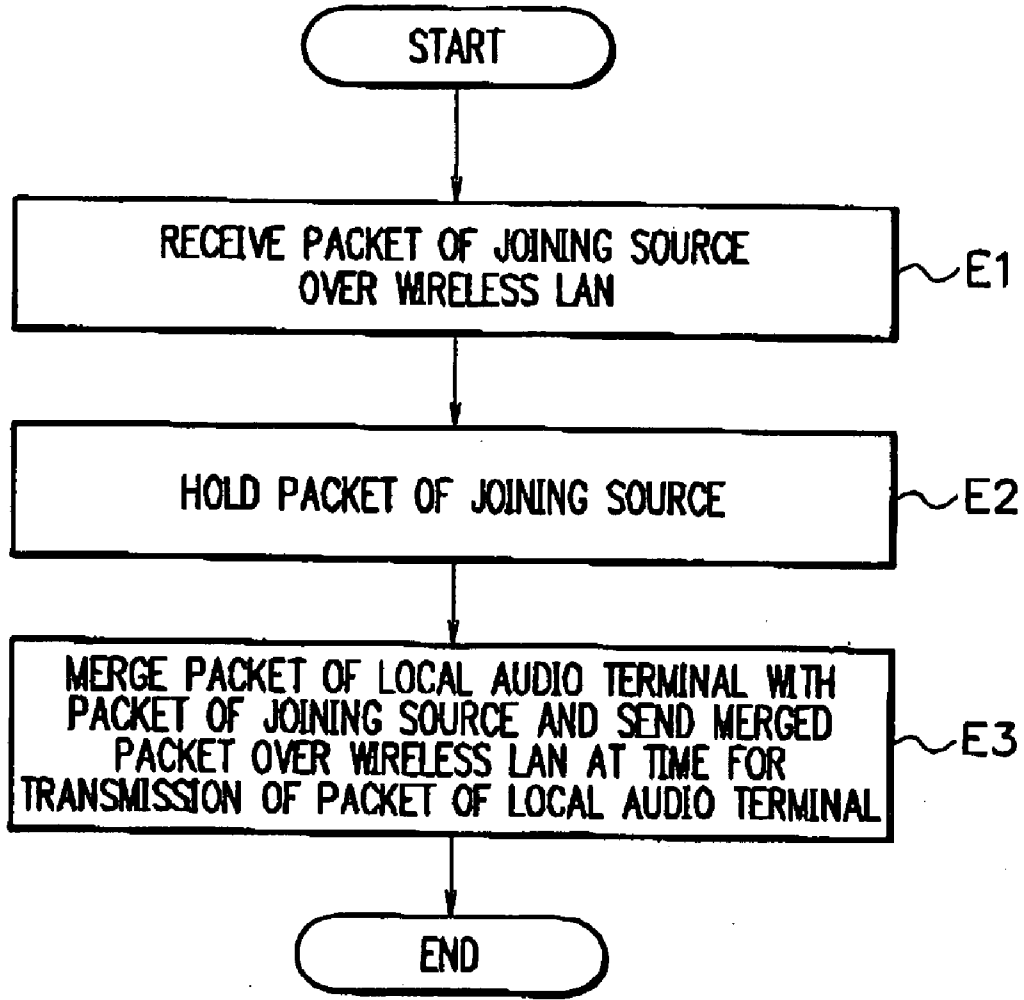 START
RECEIVE PACKET OF JOINING SOURCE
OVER WIRELESS LAN
E1
HOLD PACKET OF JOINING SOURCE
E2
MERGE PACKET OF LOCAL AUDIO TERMINAL WITH
PACKET OF JOINING SOURCE AND SEND MERGED
PACKET OVER WIRELESS LAN AT TIME FOR
TRANSMISSION OF PACKET OF LOCAL AUDIO TERMINAL
E3
END